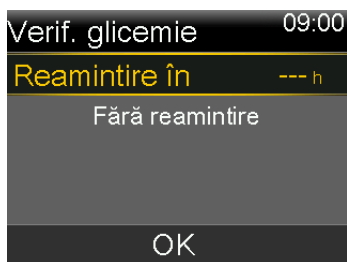 Verif. glicemie 09:00
Reamintire în --- h
Fără reamintire
OK